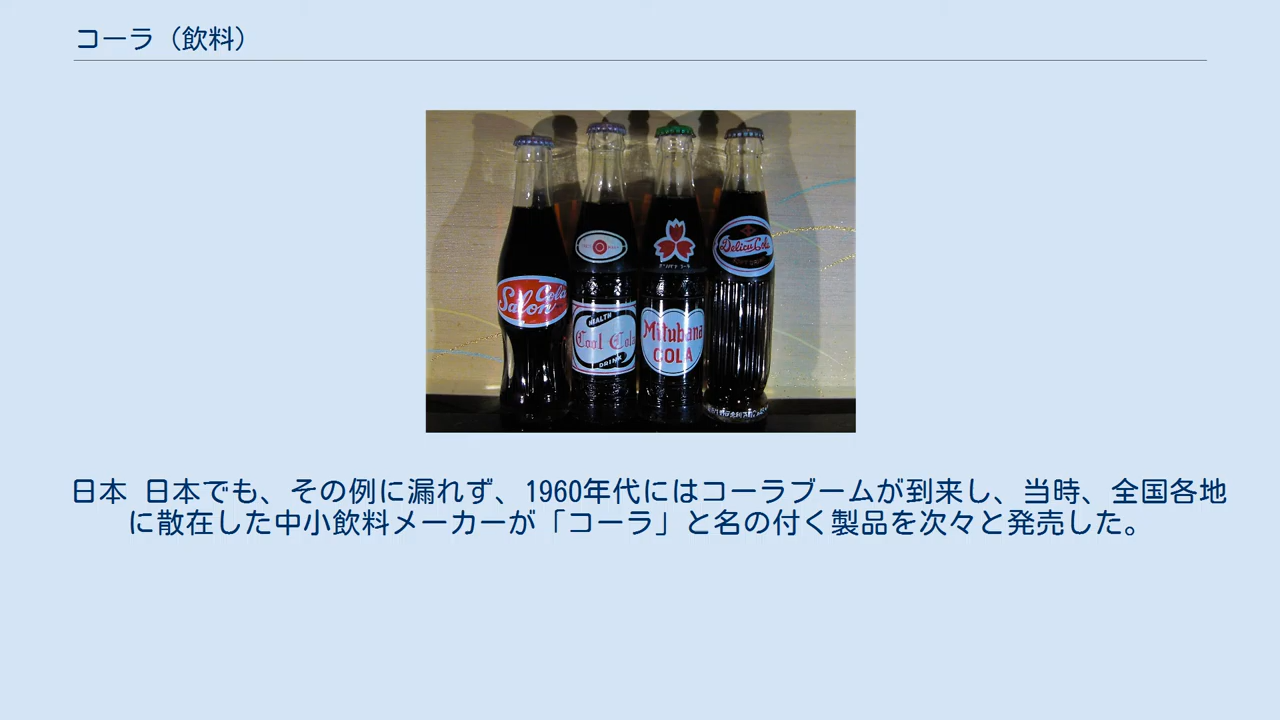 コーラ（飲料）
Salon Cola
HEALTH
Cool Cola
DRINK
Mitubana
COLA
Delicu Cola
日本 日本でも、その例に漏れず、1960年代にはコーラブームが到来し、当時、全国各地
に散在した中小飲料メーカーが「コーラ」と名の付く製品を次々と発売した。